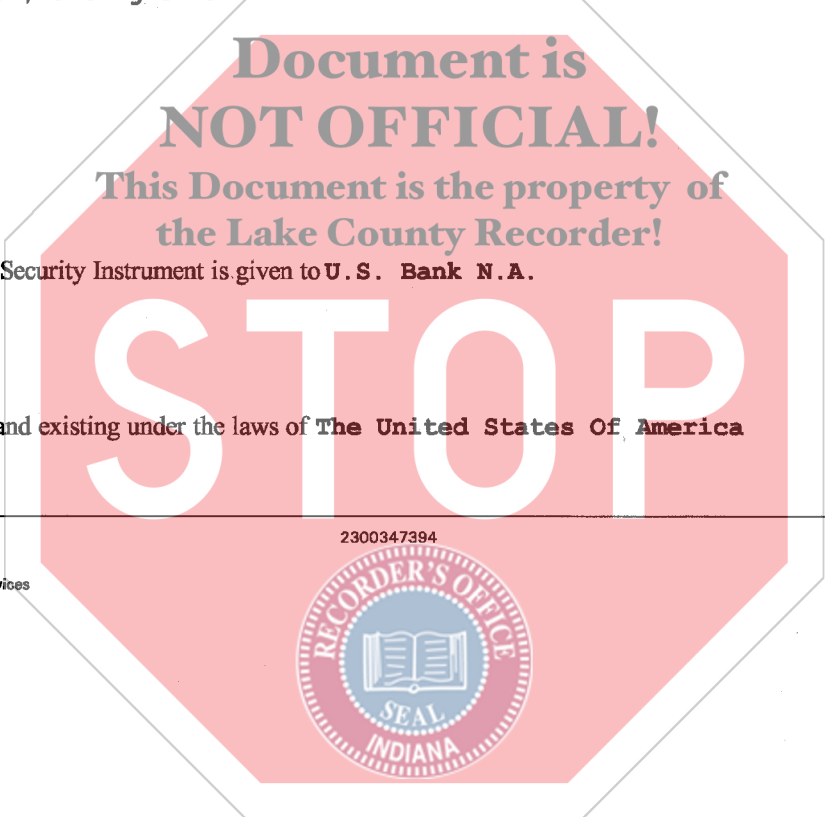 Document is
NOT OFFICIAL!
This Document is the property of
the Lake County Recorder!
Security Instrument is given to U.S. Bank N.A.
STOP
and existing under the laws of The United States Of America
2300347394
RECORDER'S OFFICE
SEAL
INDIANA